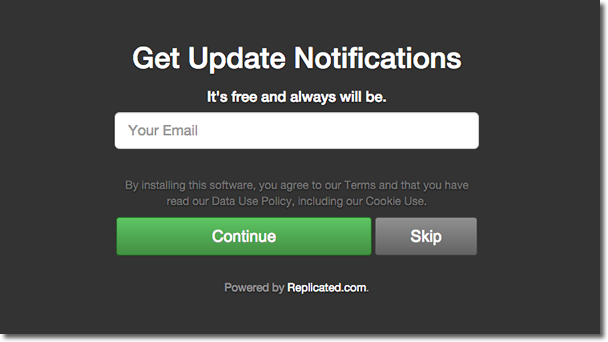 Get Update Notifications
It's free and always will be.
Your Email
By installing this software, you agree to our Terms and that you have
read our Data Use Policy, including our Cookie Use.
Continue
Skip
Powered by Replicated.com.